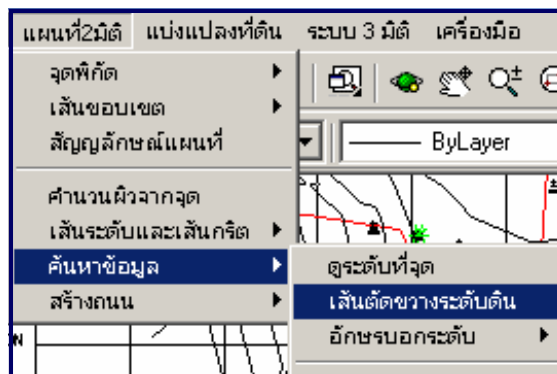 แผนที่2มิติ แบ่งแปลงที่ดิน ระบบ 3 มิติ เครื่องมือ
จุดพิกัด
เส้นขอบเขต
สัญญลักษณ์แผนที่
ByLayer
คำนวนผิวจากจุด
เส้นระดับและเส้นกริด
ค้นหาข้อมูล
ดูระดับที่จุด
สร้างถนน
เส้นตัดขวางระดับดิน
อักษรบอกระดับ
N